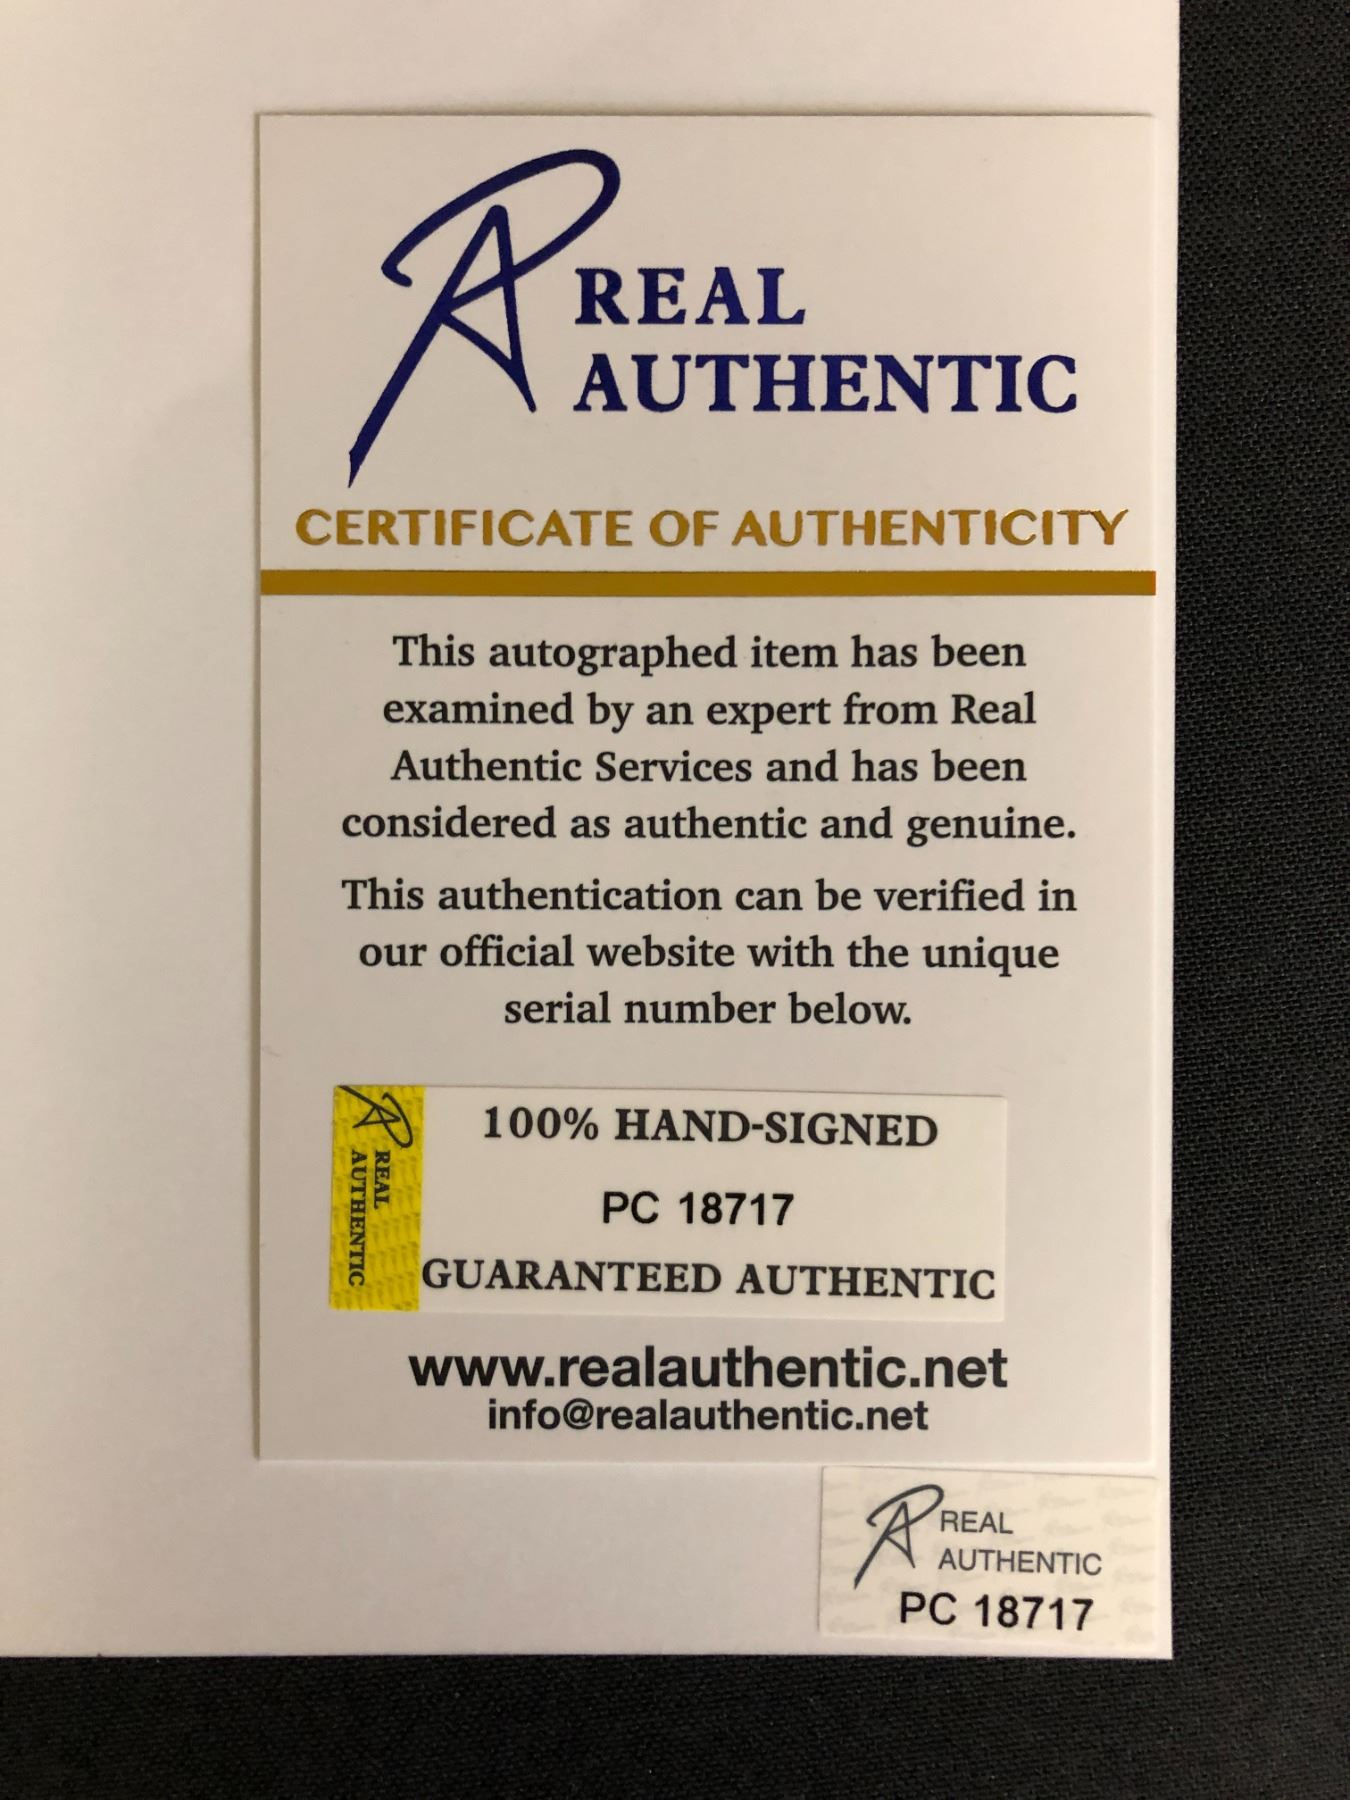 REAL
AUTHENTIC
CERTIFICATE OF AUTHENTICITY
This autographed item has been
examined by an expert from Real
Authentic Services and has been
considered as authentic and genuine.
This authentication can be verified in
our official website with the unique
serial number below.
REAL
AUTHENTIC
100% HAND-SIGNED
PC 18717
GUARANTEED AUTHENTIC
www.realauthentic.net
info@realauthentic.net
REAL
AUTHENTIC
PC 18717